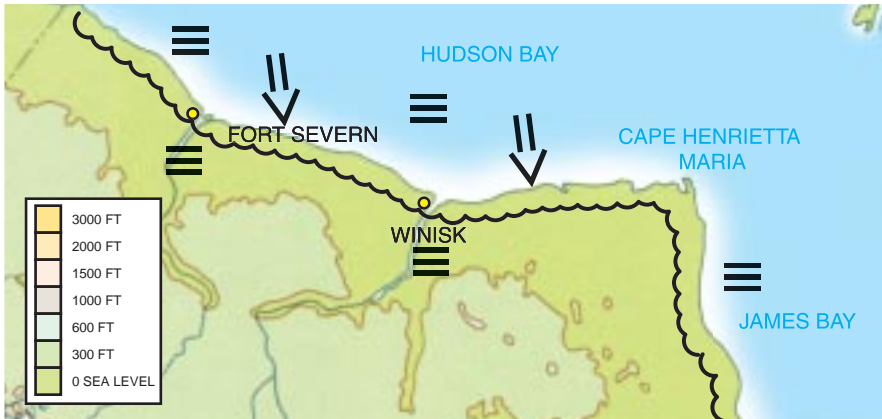 HUDSON BAY
FORT SEVERN
CAPE HENRIETTA
MARIA
WINISK
JAMES BAY
3000 FT
2000 FT
1500 FT
1000 FT
600 FT
300 FT
0 SEA LEVEL